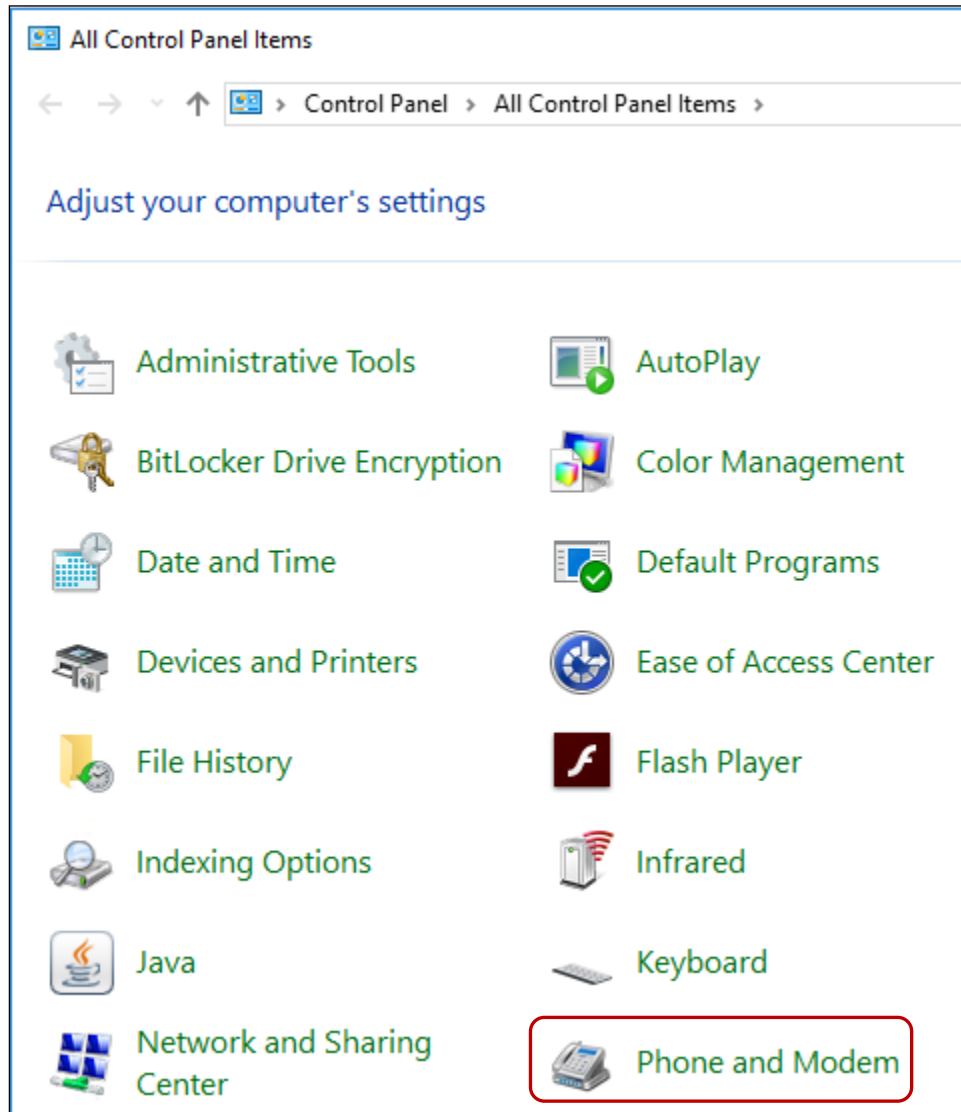 All Control Panel Items
Control Panel > All Control Panel Items >
Adjust your computer's settings
Administrative Tools
AutoPlay
BitLocker Drive Encryption
Color Management
Date and Time
Default Programs
Devices and Printers
Ease of Access Center
File History
Flash Player
Indexing Options
Infrared
Java
Keyboard
Network and Sharing
Center
Phone and Modem